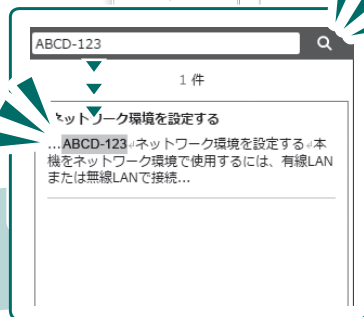 ABCD-123
1 件
ネットワーク環境を設定する
...ABCD-123↵ネットワーク環境を設定する↵本
機をネットワーク環境で使用するには、有線LAN
または無線LANで接続...